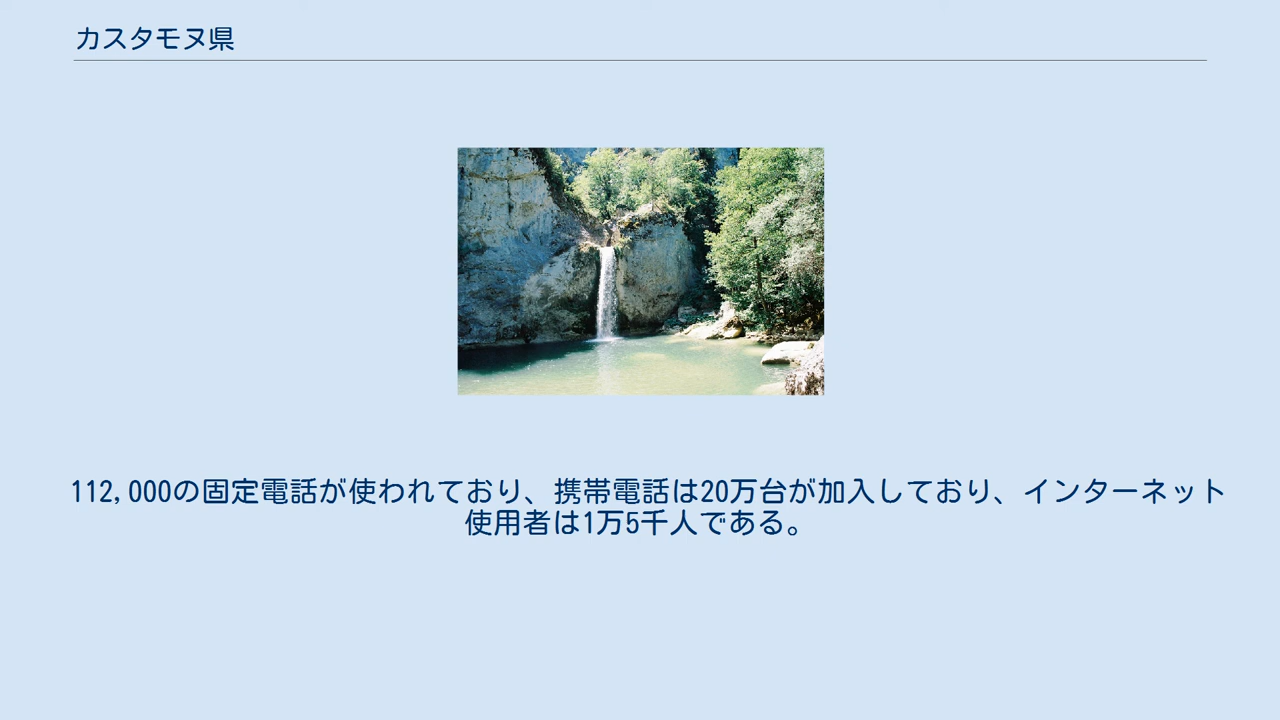 カスタモヌ県
112,000の固定電話が使われており、携帯電話は20万台が加入しており、インターネット
使用者は1万5千人である。